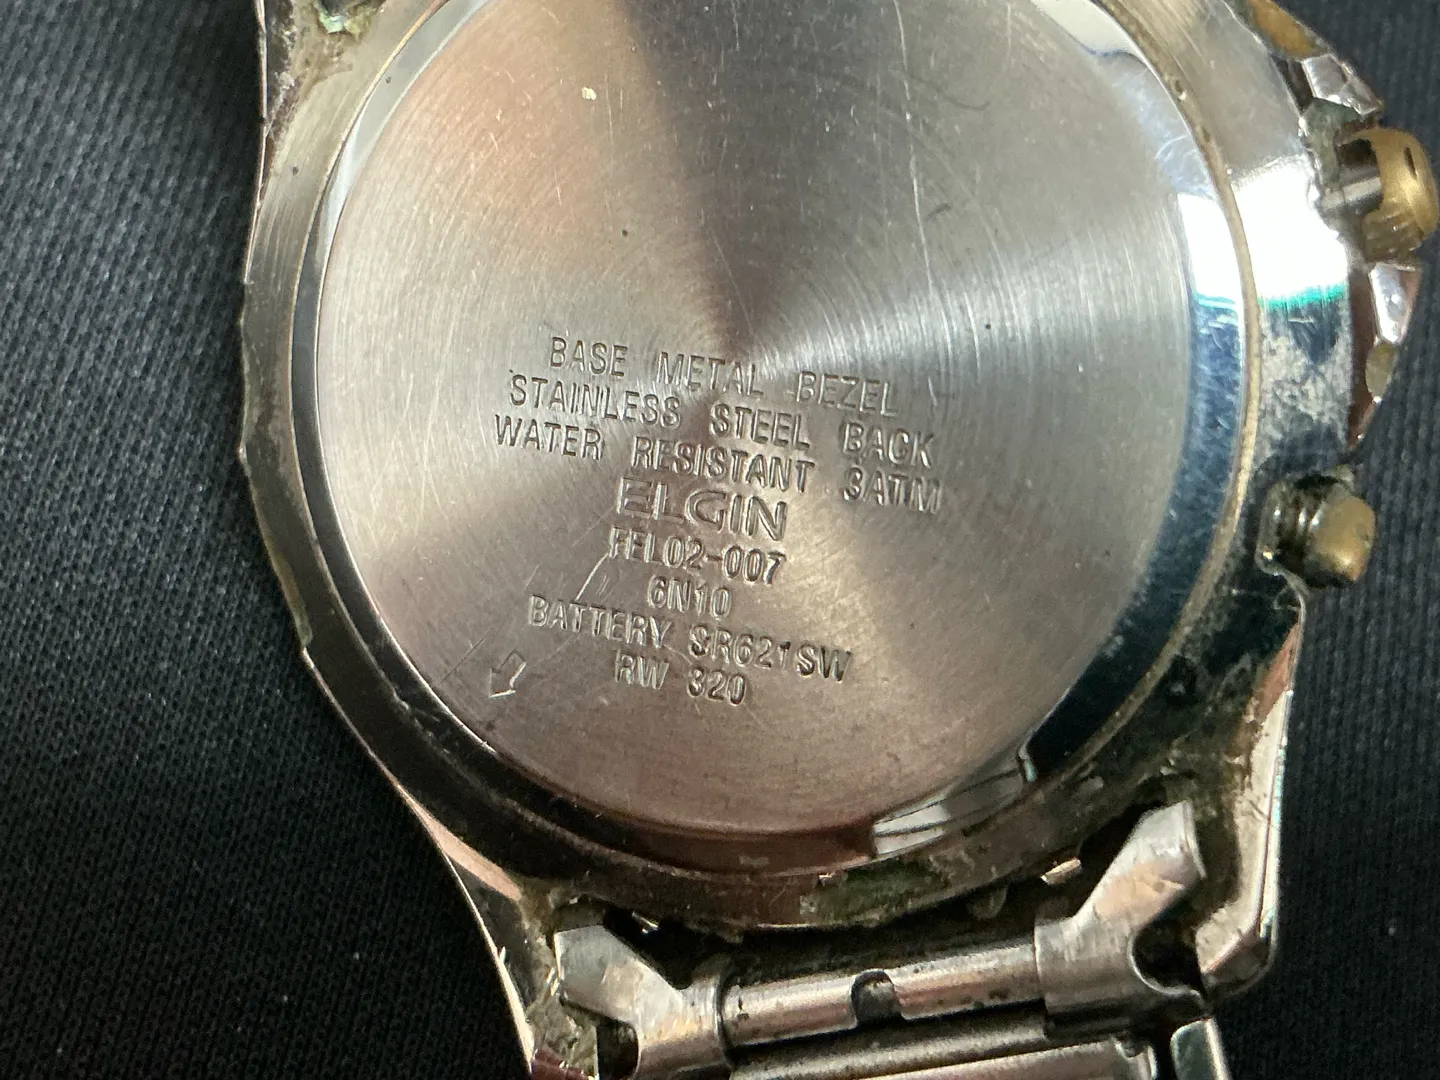 BASE METAL BEZEL
STAINLESS STEEL BACK
WATER RESISTANT 3ATM
ELGIN
FEL02-007
6N10
BATTERY SR621SW
RW 320